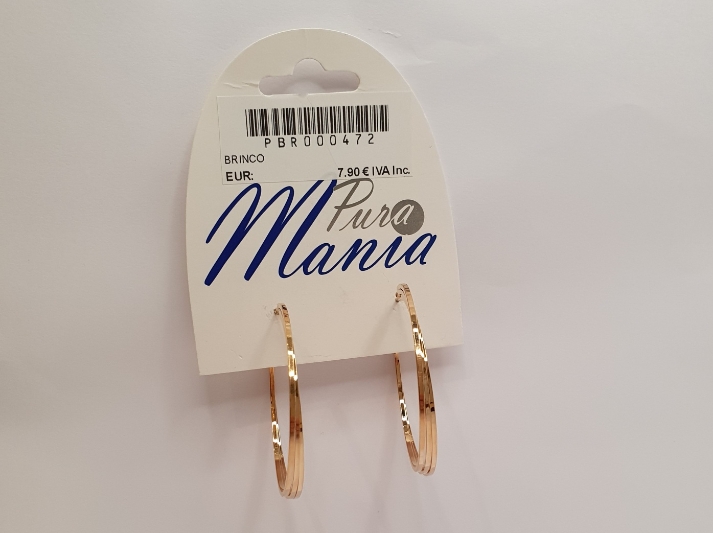 PBR000472
BRINCO
EUR: 7.90 € IVA Inc.
Pura
Mania